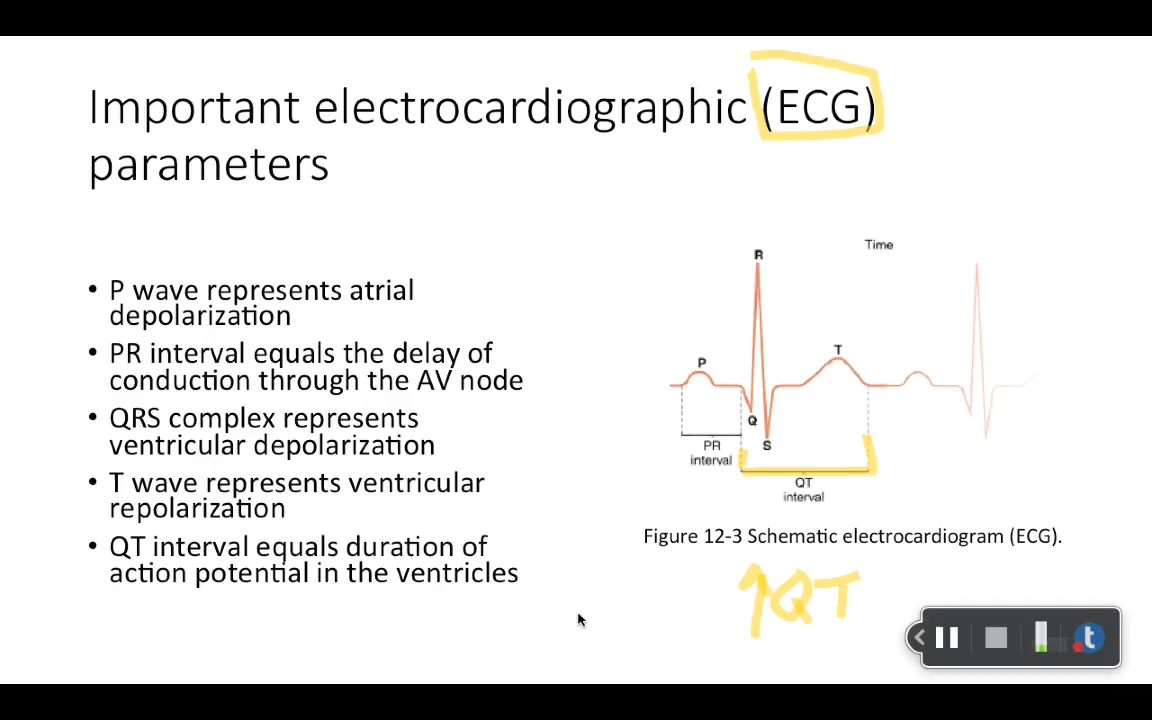 Important electrocardiographic (ECG)
parameters
• P wave represents atrial
depolarization
• PR interval equals the delay of
conduction through the AV node
• QRS complex represents
ventricular depolarization
• T wave represents ventricular
repolarization
• QT interval equals duration of
action potential in the ventricles
Time
R
P
T
Q
S
PR
interval
QT
interval
Figure 12-3 Schematic electrocardiogram (ECG).
↑QT
t